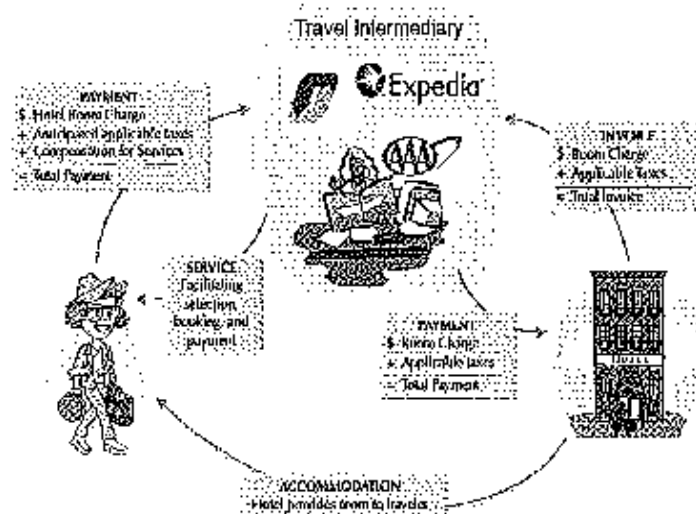 Travel Intermediary
Expedia
AAA
PAYMENT
$ Hotel Room Charge
+ Anticipated applicable taxes
+ Compensation for Services
= Total Payment
INVOICE
$ Room Charge
+ Applicable Taxes
= Total Invoice
SERVICE
Facilitating
selection,
booking, and
payment
PAYMENT
$ Room Charge
+ Applicable taxes
= Total Payment
HOTEL
ACCOMMODATION
Hotel provides room to traveler